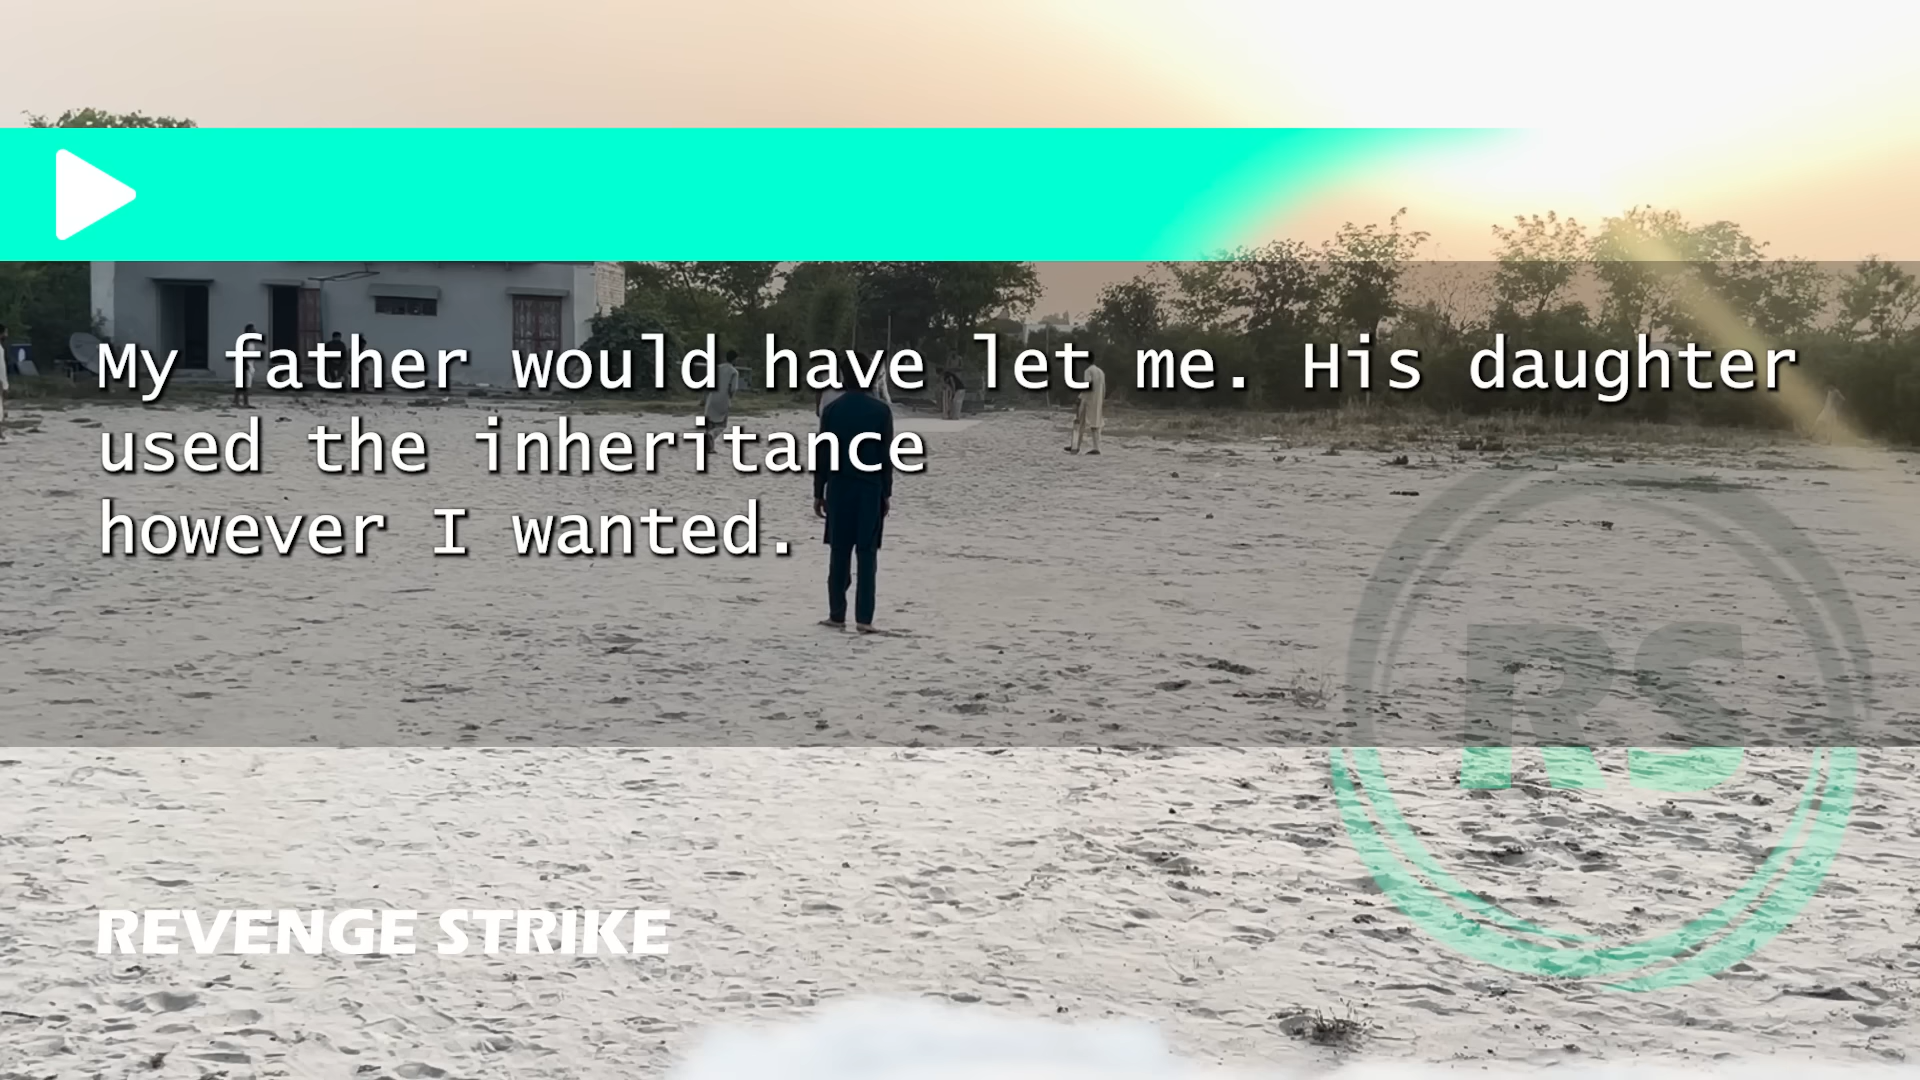 My father would have let me. His daughter
used the inheritance
however I wanted.
RS
REVENGE STRIKE